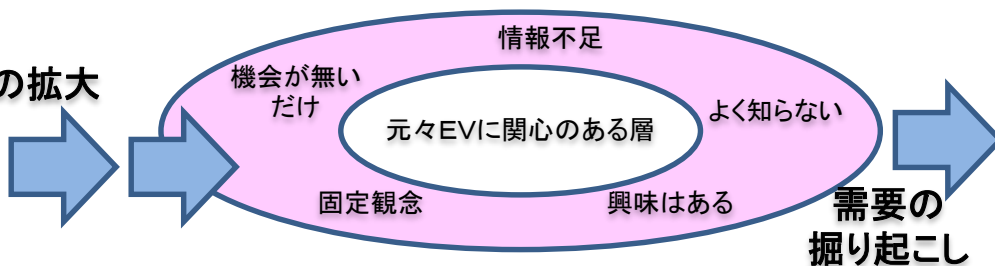 情報不足
機会が無い
だけ
の拡大
よく知らない
元々EVに関心のある層
固定観念
興味はある
需要の
掘り起こし